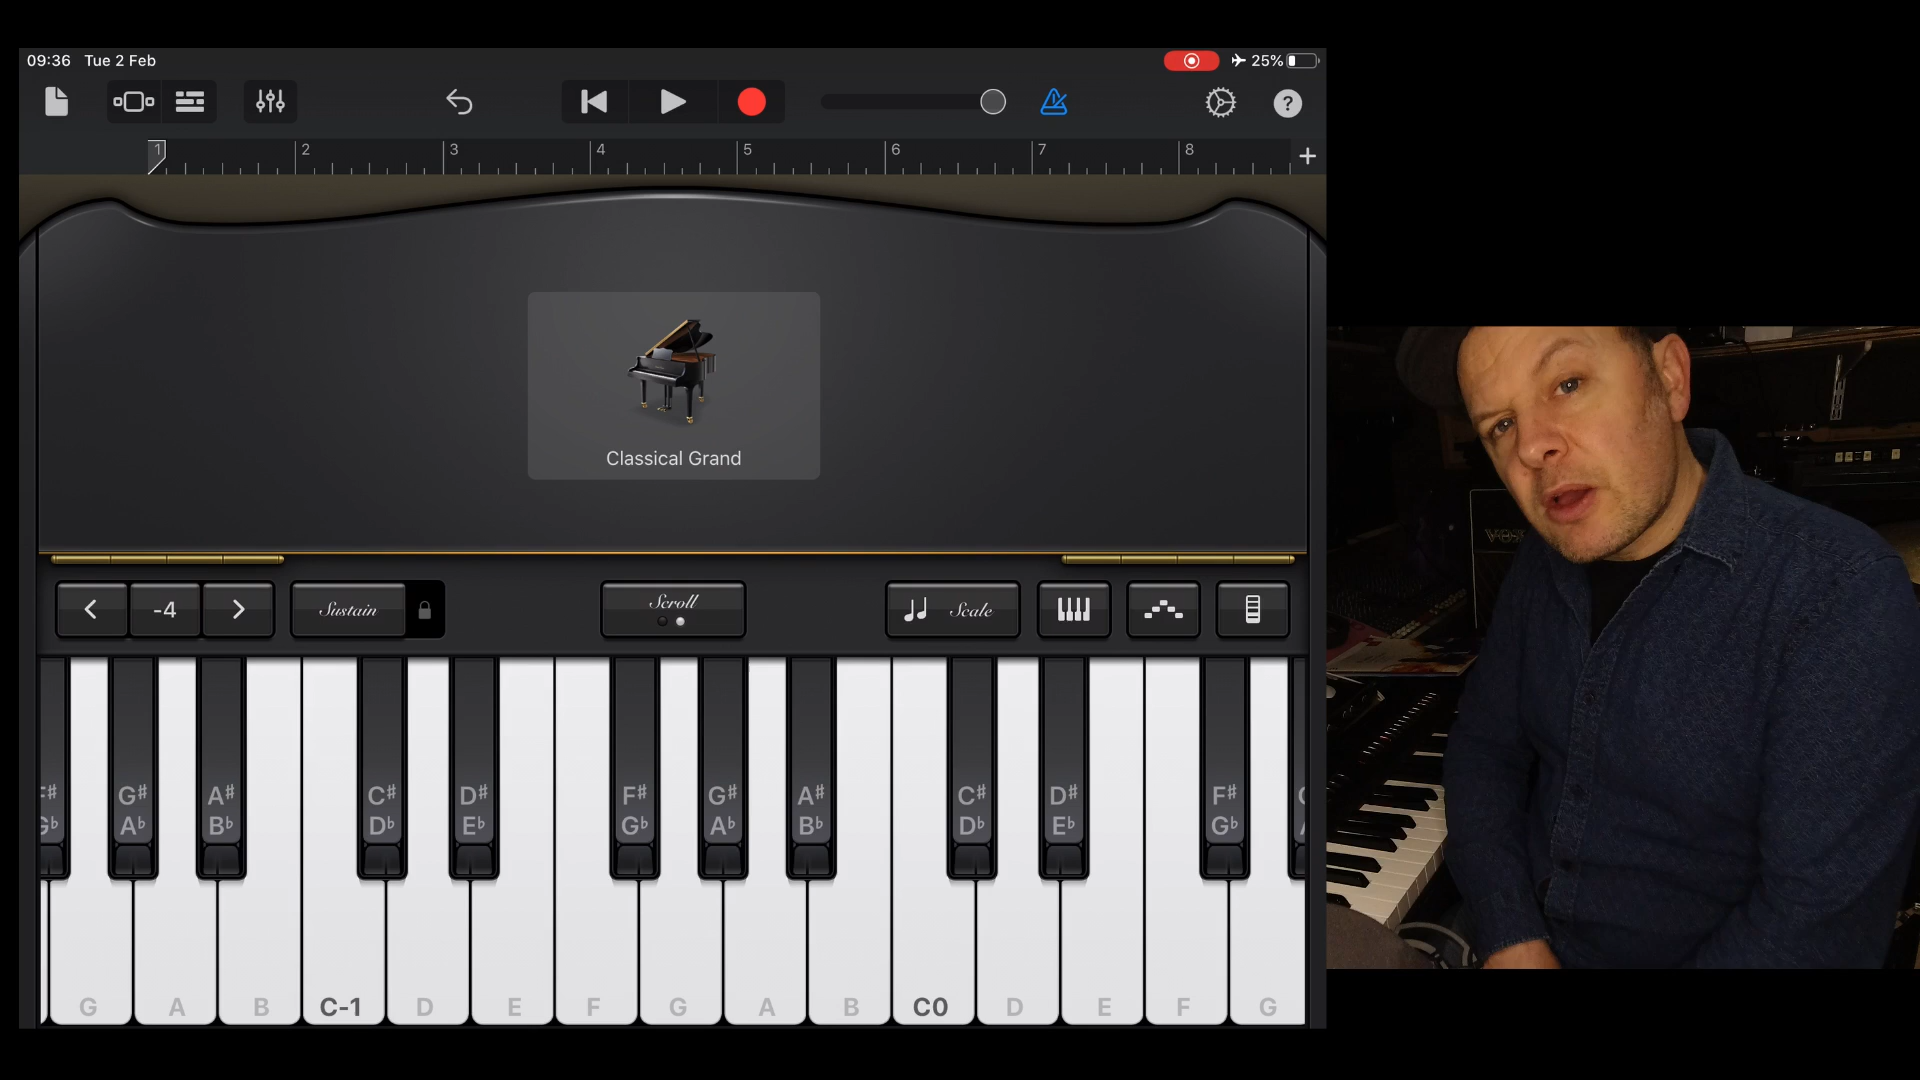 09:36 Tue 2 Feb
25%
?
1 2 3 4 5 6 7 8 +
Classical Grand
-4 Sustain Scroll Scale
G♯ A♯ C♯ D♯ F♯ G♯ A♯ C♯ D♯ F♯
A♭ B♭ D♭ E♭ G♭ A♭ B♭ D♭ E♭ G♭
G A B C-1 D E F G A B C0 D E F G